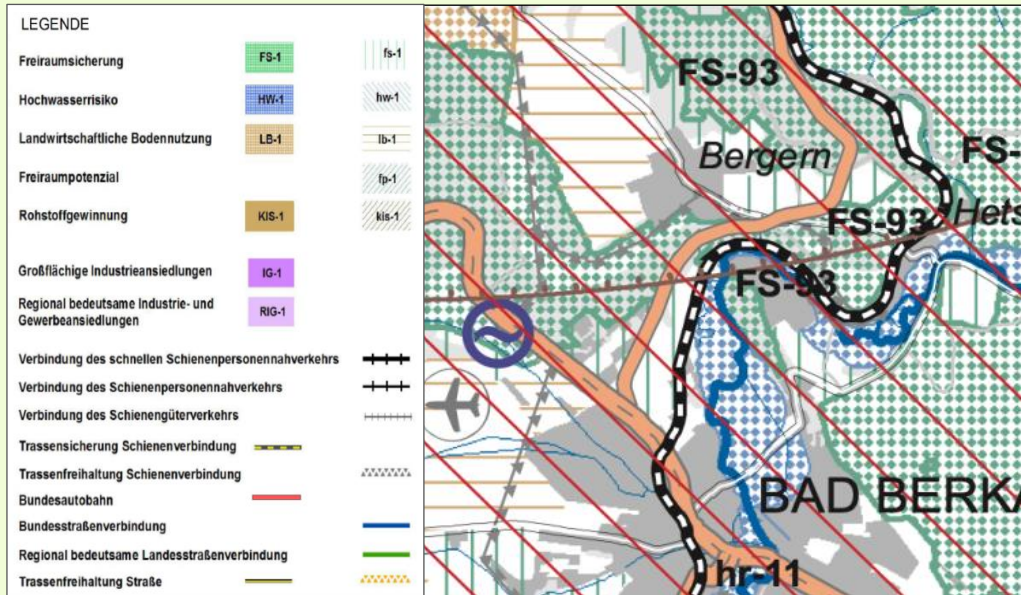 LEGENDE
Freiraumsicherung FS-1 fs-1
Hochwasserrisiko HW-1 hw-1
Landwirtschaftliche Bodennutzung LB-1 lb-1
Freiraumpotenzial fp-1
Rohstoffgewinnung KIS-1 kis-1
Großflächige Industrieansiedlungen IG-1
Regional bedeutsame Industrie- und
Gewerbeansiedlungen RIG-1
Verbindung des schnellen Schienenpersonennahverkehrs
Verbindung des Schienenpersonennahverkehrs
Verbindung des Schienengüterverkehrs
Trassensicherung Schienenverbindung
Trassenfreihaltung Schienenverbindung
Bundesautobahn
Bundesstraßenverbindung
Regional bedeutsame Landesstraßenverbindung
Trassenfreihaltung Straße
FS-93
Bergern
FS-
FS-93
Hets
FS-93
BAD BERKA
hr-11